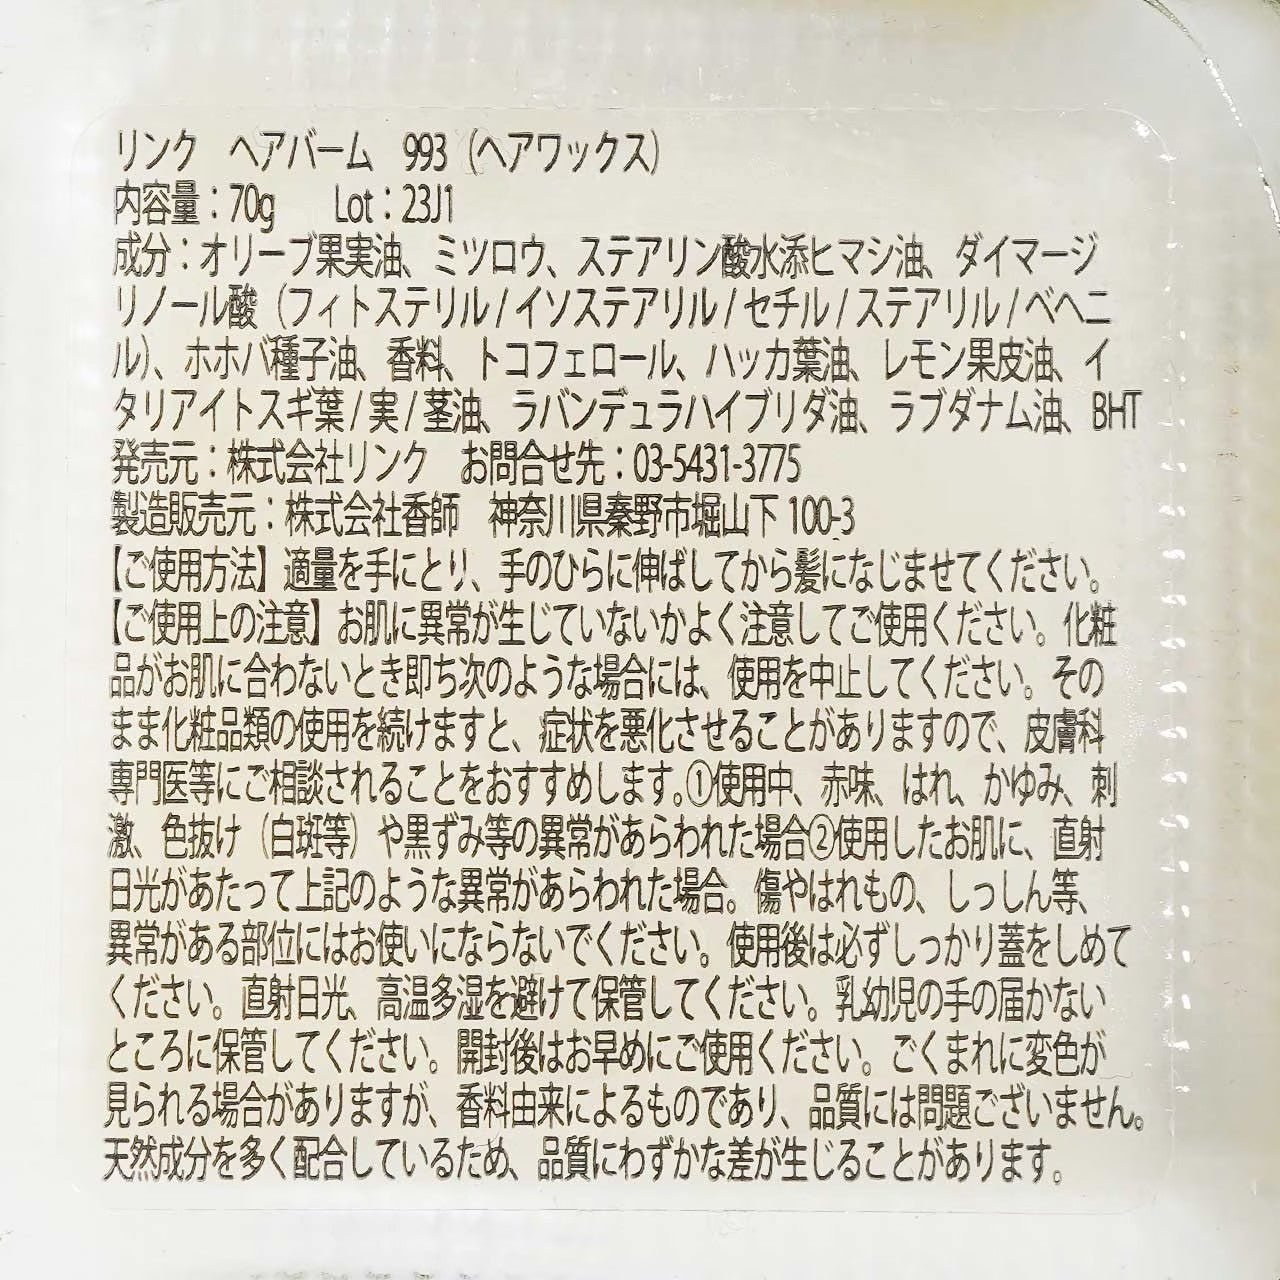 リンク　ヘアバーム　993（ヘアワックス）
内容量：70g　　Lot：23J1
成分：オリーブ果実油、ミツロウ、ステアリン酸水添ヒマシ油、ダイマージ
リノール酸（フィトステリル/イソステアリル/セチル/ステアリル/ベヘニ
ル）、ホホバ種子油、香料、トコフェロール、ハッカ葉油、レモン果皮油、イ
タリアイトスギ葉/実/茎油、ラバンデュラハイブリダ油、ラブダナム油、BHT
発売元：株式会社リンク　お問合せ先：03-5431-3775
製造販売元：株式会社香師　神奈川県秦野市堀山下100-3
【ご使用方法】適量を手にとり、手のひらに伸ばしてから髪になじませてください。
【ご使用上の注意】お肌に異常が生じていないかよく注意してご使用ください。化粧
品がお肌に合わないとき即ち次のような場合には、使用を中止してください。その
まま化粧品類の使用を続けますと、症状を悪化させることがありますので、皮膚科
専門医等にご相談されることをおすすめします。①使用中、赤味、はれ、かゆみ、刺
激、色抜け（白斑等）や黒ずみ等の異常があらわれた場合②使用したお肌に、直射
日光があたって上記のような異常があらわれた場合。傷やはれもの、しっしん等、
異常がある部位にはお使いにならないでください。使用後は必ずしっかり蓋をしめて
ください。直射日光、高温多湿を避けて保管してください。乳幼児の手の届かない
ところに保管してください。開封後はお早めにご使用ください。ごくまれに変色が
見られる場合がありますが、香料由来によるものであり、品質には問題ございません。
天然成分を多く配合しているため、品質にわずかな差が生じることがあります。